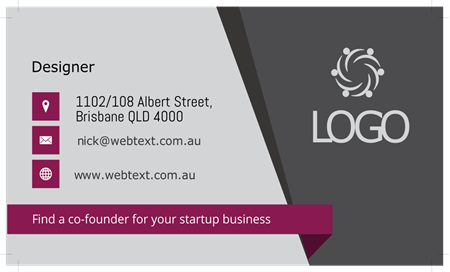 Designer
1102/108 Albert Street,
Brisbane QLD 4000
nick@webtext.com.au
www.webtext.com.au
LOGO
Find a co-founder for your startup business